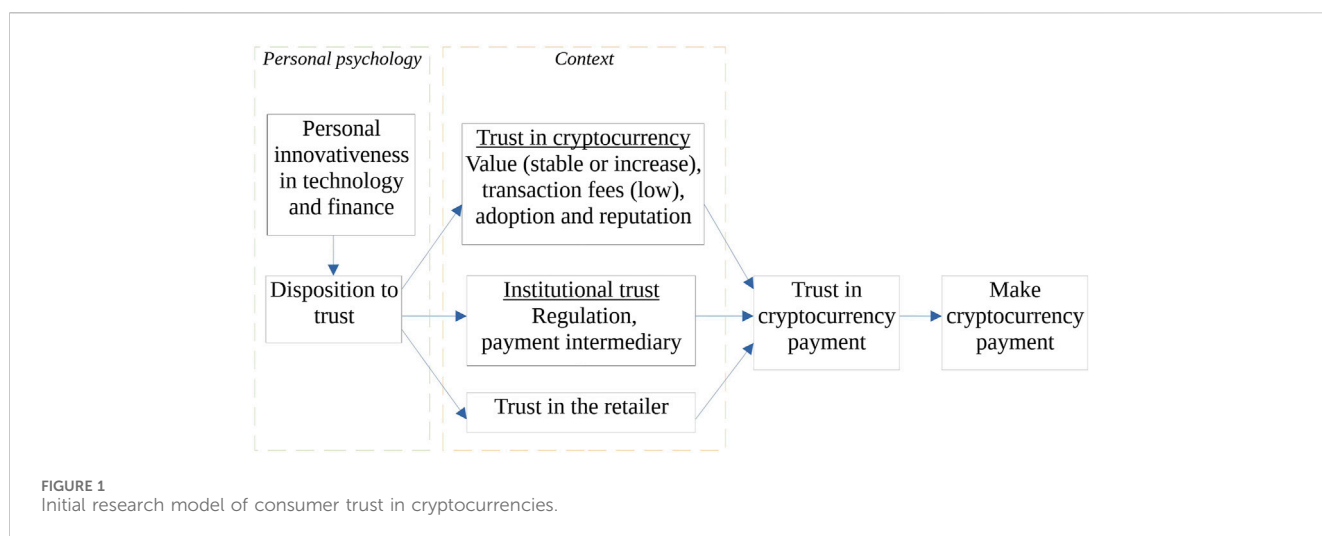 Personal psychology
Context
Personal
innovativeness
in technology
and finance
Disposition to
trust
Trust in cryptocurrency
Value (stable or increase),
transaction fees (low),
adoption and reputation
Institutional trust
Regulation,
payment intermediary
Trust in the retailer
Trust in
cryptocurrency
payment
Make
cryptocurrency
payment
FIGURE 1
Initial research model of consumer trust in cryptocurrencies.